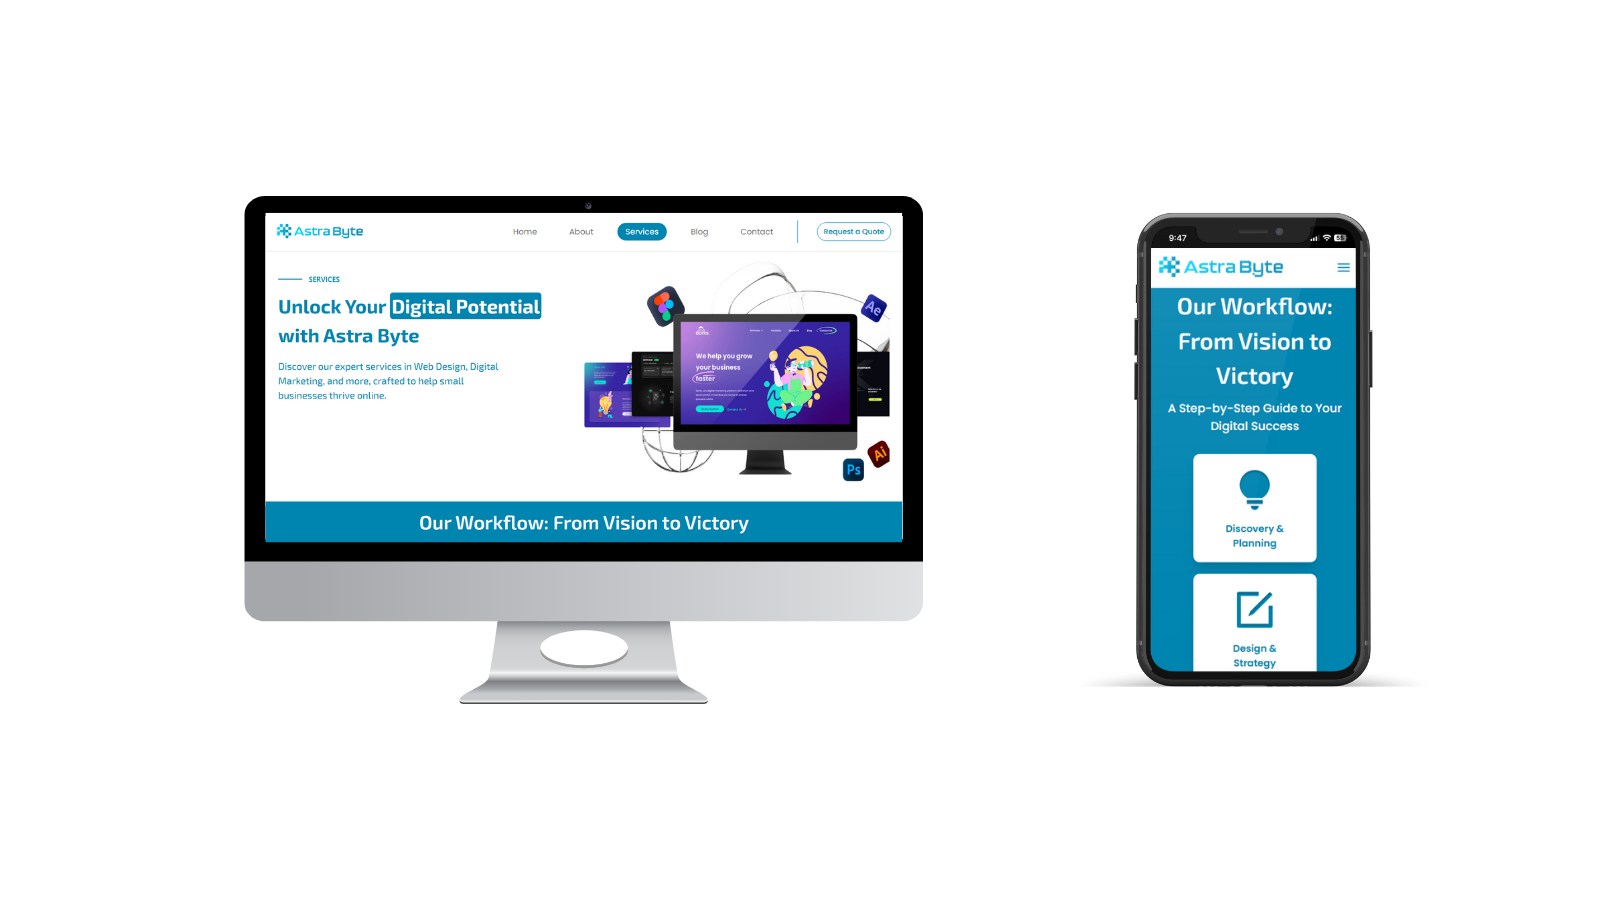 Astra Byte
Home
About
Services
Blog
Contact
Request a Quote
SERVICES
Unlock Your Digital Potential
with Astra Byte
Discover our expert services in Web Design, Digital
Marketing, and more, crafted to help small
businesses thrive online.
Ae
We help you grow
your business
faster
Ps
Ai
Our Workflow: From Vision to Victory
9:47
58
Astra Byte
Our Workflow:
From Vision to
Victory
A Step-by-Step Guide to Your
Digital Success
Discovery &
Planning
Design &
Strategy